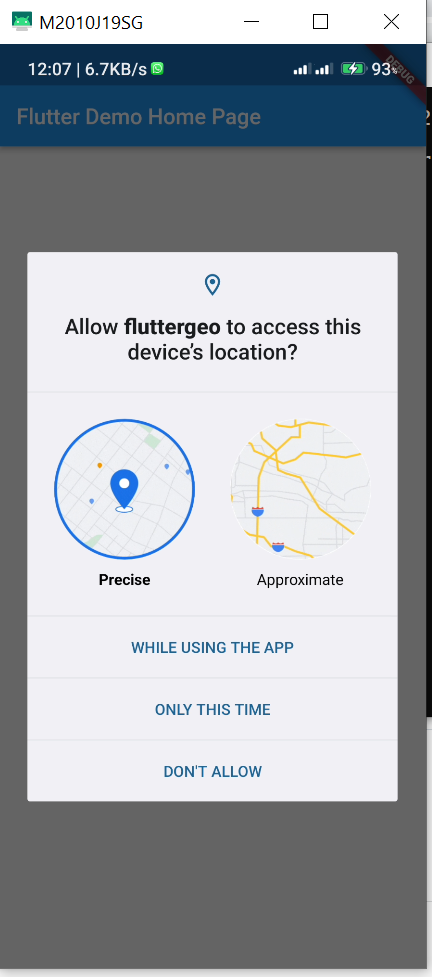 M2010J19SG
12:07 | 6.7KB/s
93%
DEBUG
Flutter Demo Home Page
Allow fluttergeo to access this
device’s location?
Precise
Approximate
WHILE USING THE APP
ONLY THIS TIME
DON'T ALLOW